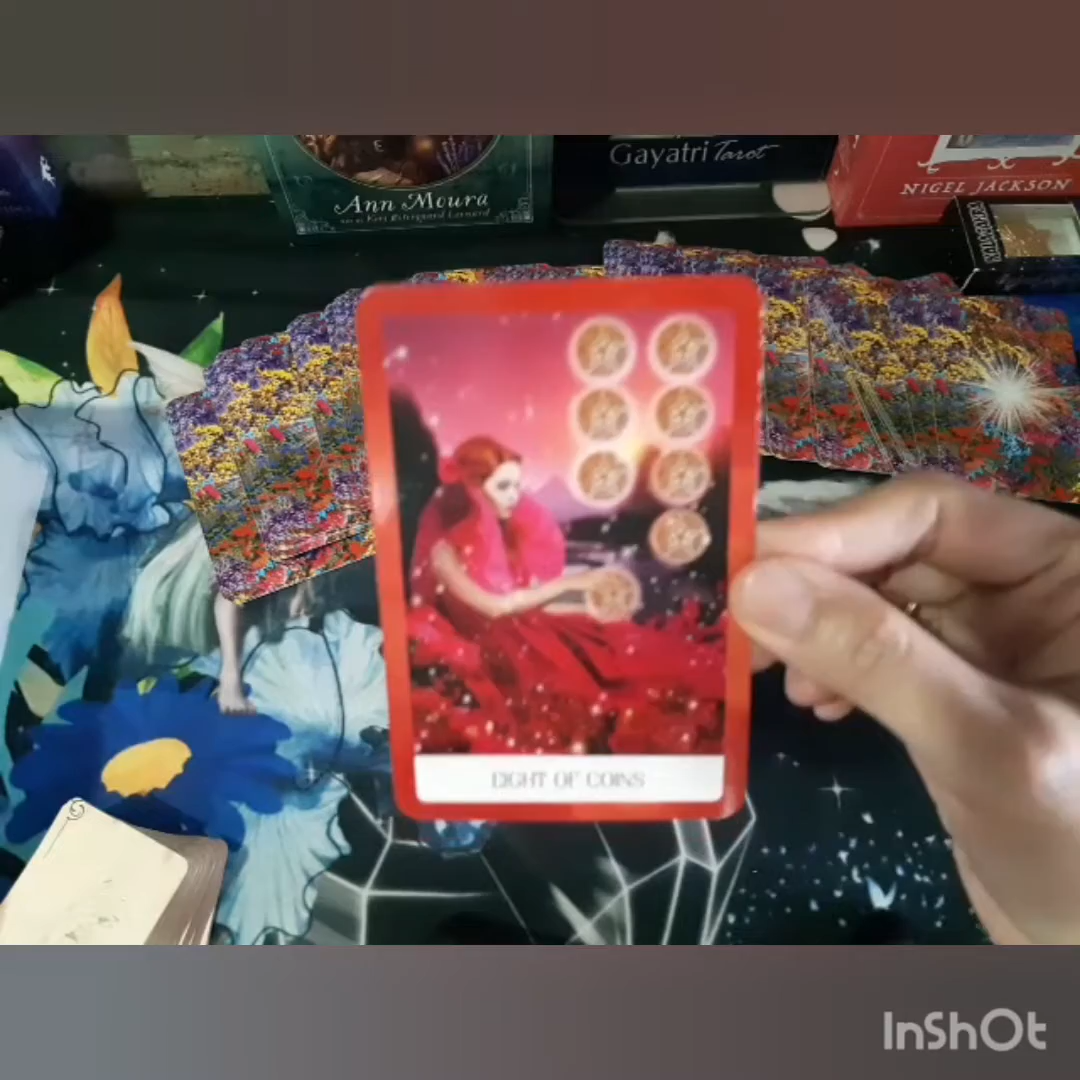 Ann Moura
Gayatri Tarot
NIGEL JACKSON
EIGHT OF COINS
InShOt